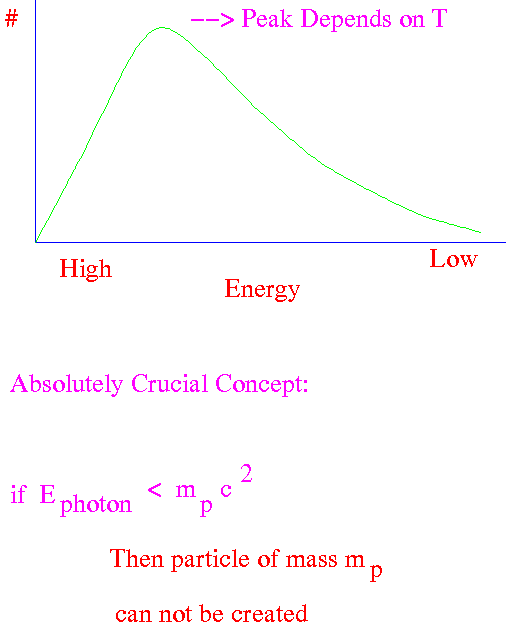 # --> Peak Depends on T
High
Low
Energy
Absolutely Crucial Concept:
if E photon < m p c 2
Then particle of mass m p
can not be created